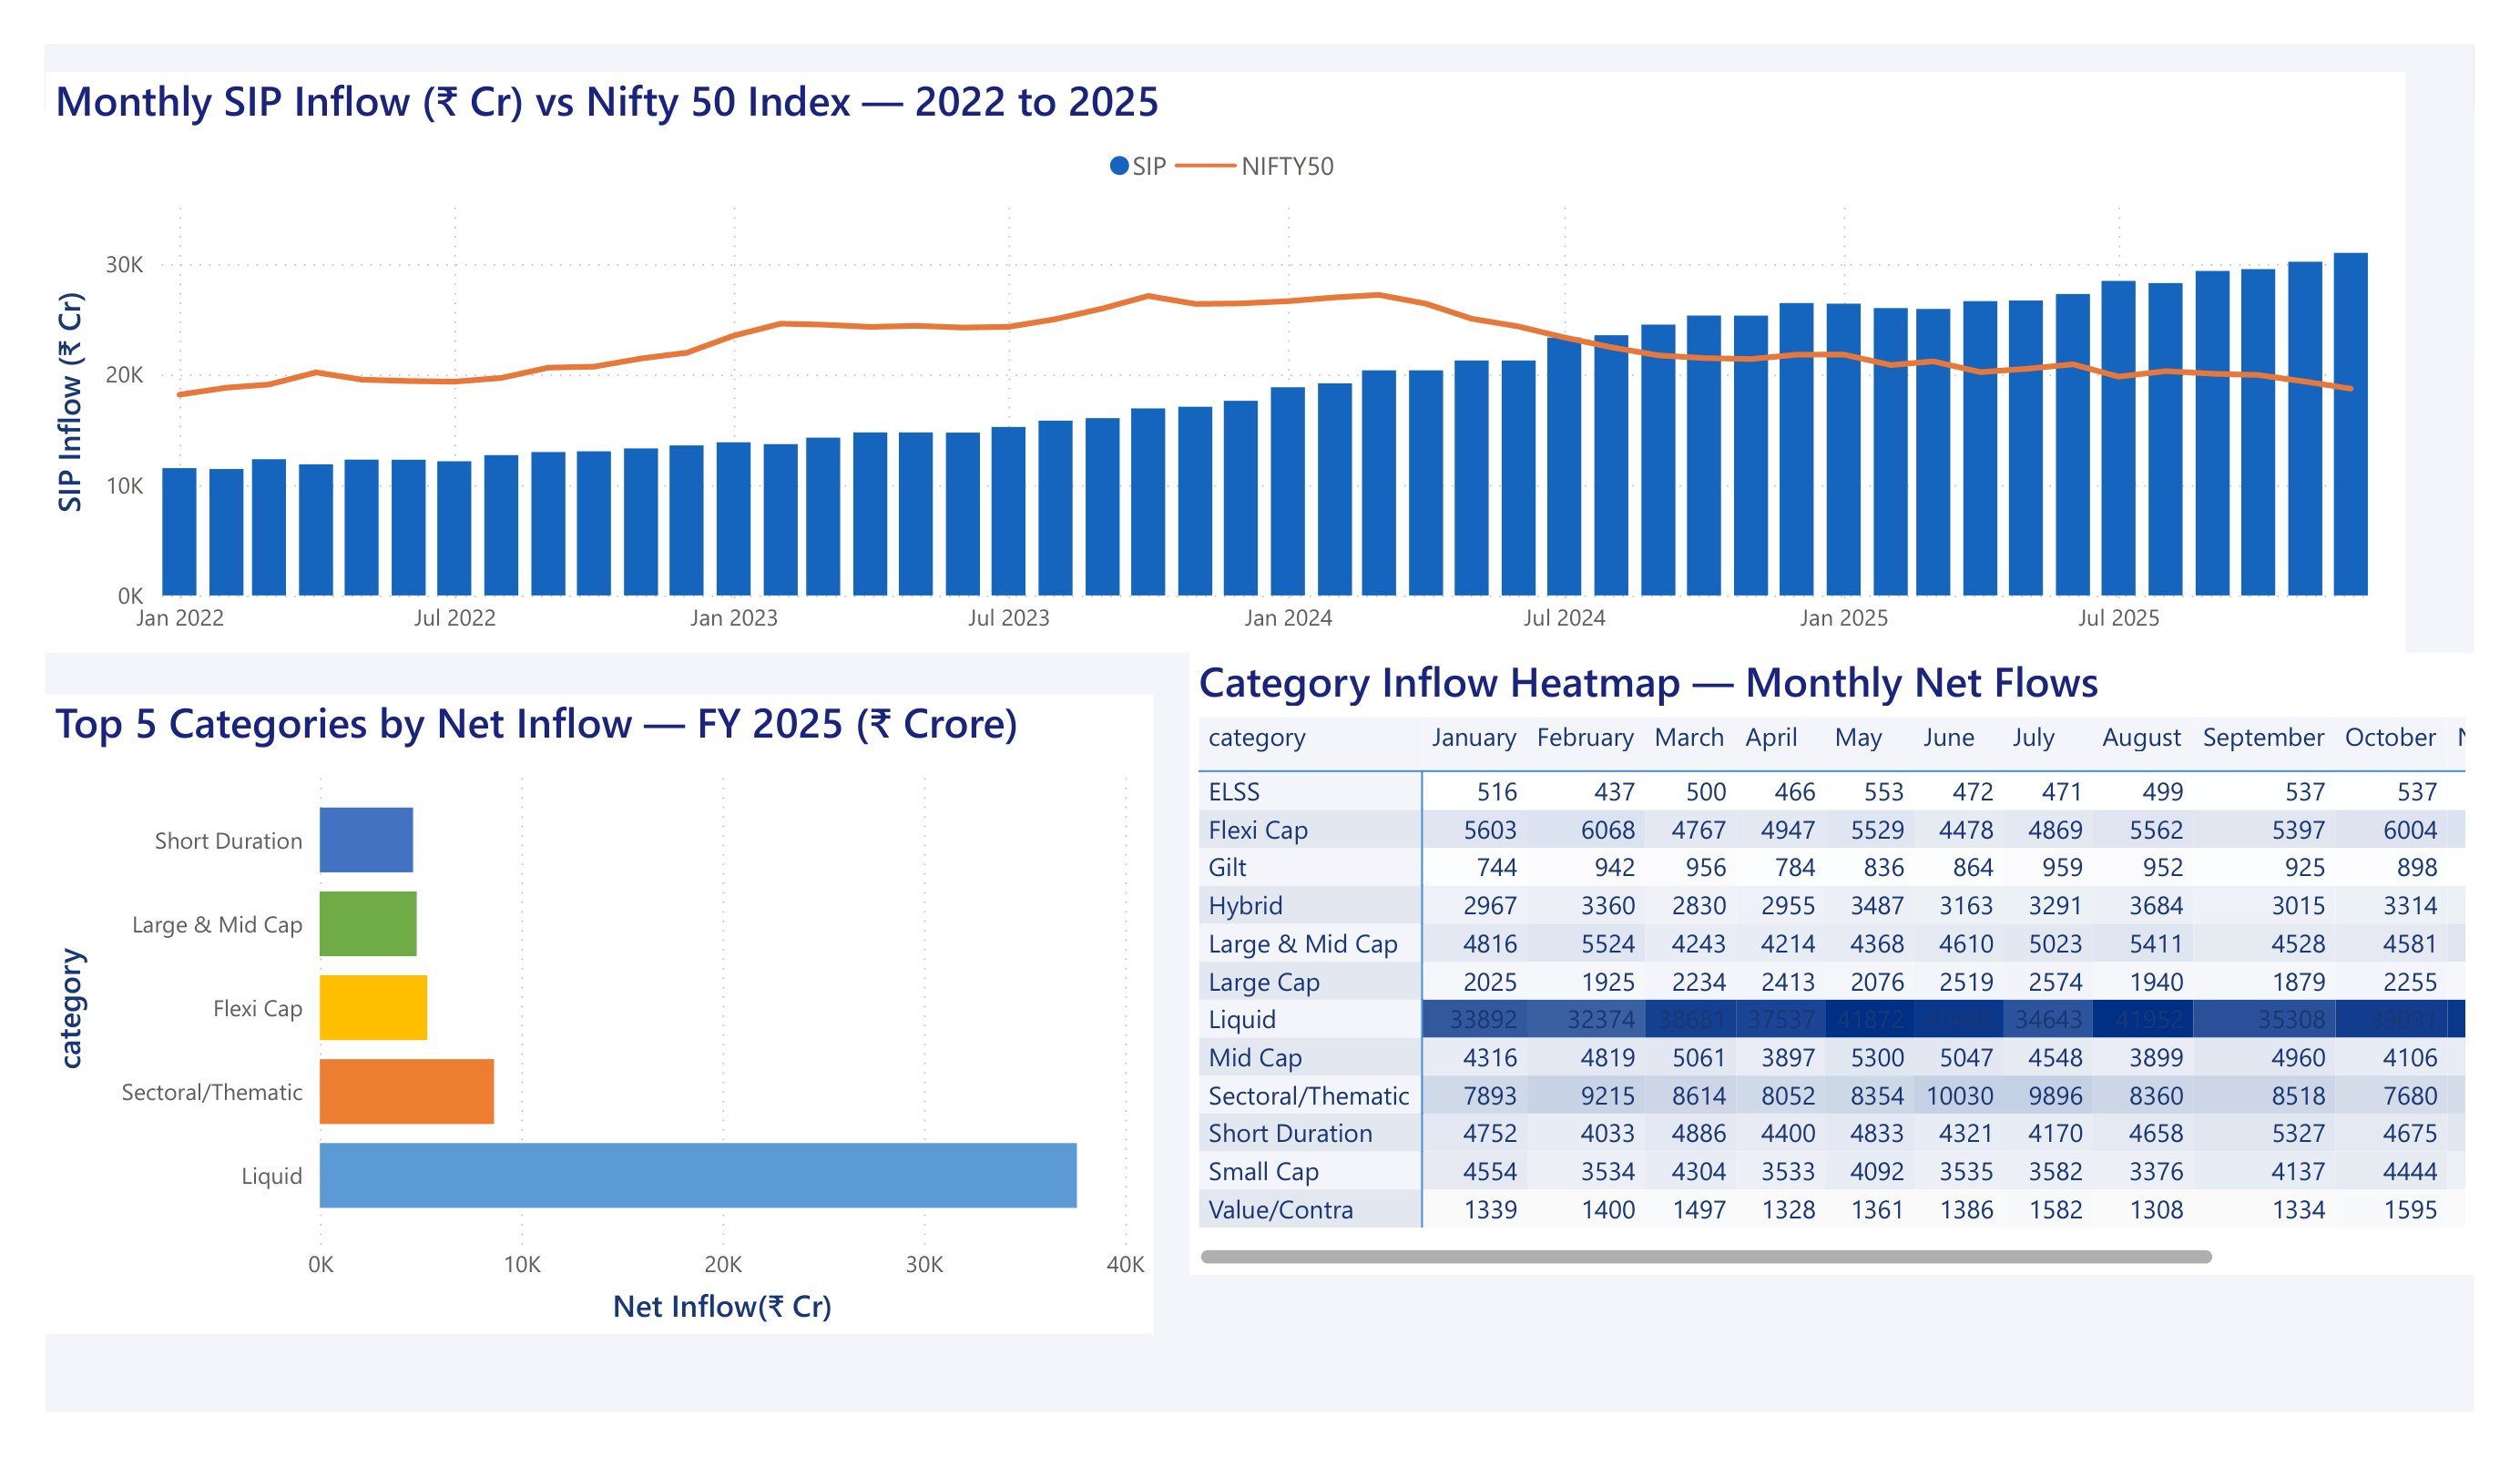 Monthly SIP Inflow (₹ Cr) vs Nifty 50 Index — 2022 to 2025
SIP NIFTY50
SIP Inflow (₹ Cr)
30K
20K
10K
0K
Jan 2022 Jul 2022 Jan 2023 Jul 2023 Jan 2024 Jul 2024 Jan 2025 Jul 2025
Top 5 Categories by Net Inflow — FY 2025 (₹ Crore)
category
Short Duration
Large & Mid Cap
Flexi Cap
Sectoral/Thematic
Liquid
0K 10K 20K 30K 40K
Net Inflow(₹ Cr)
Category Inflow Heatmap — Monthly Net Flows
category January February March April May June July August September October
ELSS 516 437 500 466 553 472 471 499 537 537
Flexi Cap 5603 6068 4767 4947 5529 4478 4869 5562 5397 6004
Gilt 744 942 956 784 836 864 959 952 925 898
Hybrid 2967 3360 2830 2955 3487 3163 3291 3684 3015 3314
Large & Mid Cap 4816 5524 4243 4214 4368 4610 5023 5411 4528 4581
Large Cap 2025 1925 2234 2413 2076 2519 2574 1940 1879 2255
Liquid 33892 32374 38681 37537 41872 34643 41952 35308
Mid Cap 4316 4819 5061 3897 5300 5047 4548 3899 4960 4106
Sectoral/Thematic 7893 9215 8614 8052 8354 10030 9896 8360 8518 7680
Short Duration 4752 4033 4886 4400 4833 4321 4170 4658 5327 4675
Small Cap 4554 3534 4304 3533 4092 3535 3582 3376 4137 4444
Value/Contra 1339 1400 1497 1328 1361 1386 1582 1308 1334 1595